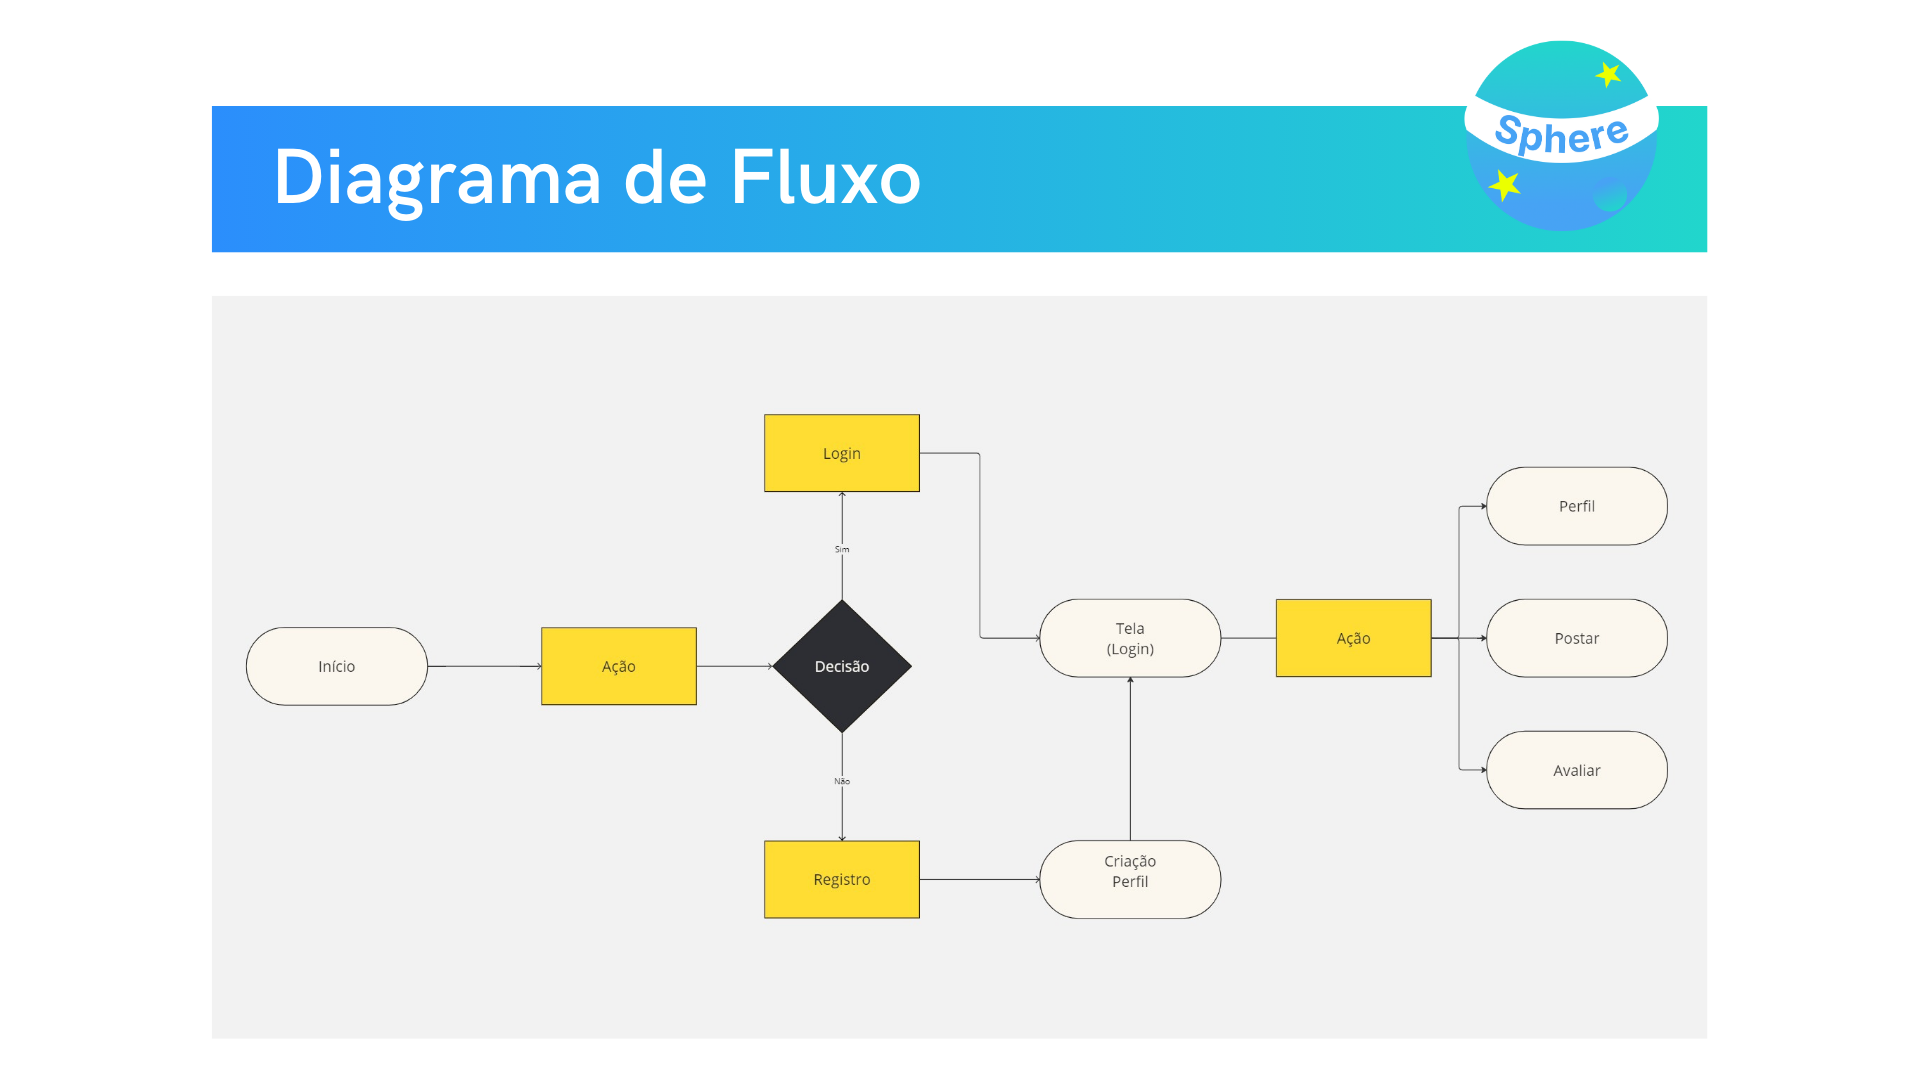 Sphere
Diagrama de Fluxo
Login
Perfil
Sim
Tela
(Login)
Ação
Postar
Início
Ação
Decisão
Avaliar
Não
Registro
Criação
Perfil